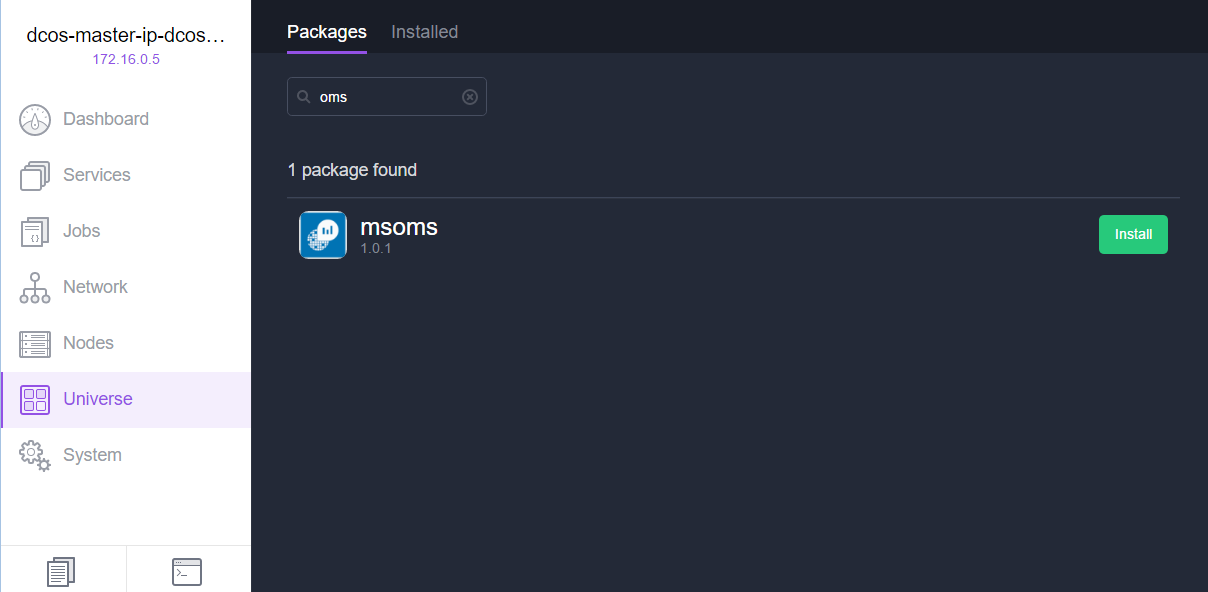 dcos-master-ip-dcos…
172.16.0.5
Dashboard
Services
Jobs
Network
Nodes
Universe
System
Packages Installed
oms
1 package found
msoms
1.0.1
Install